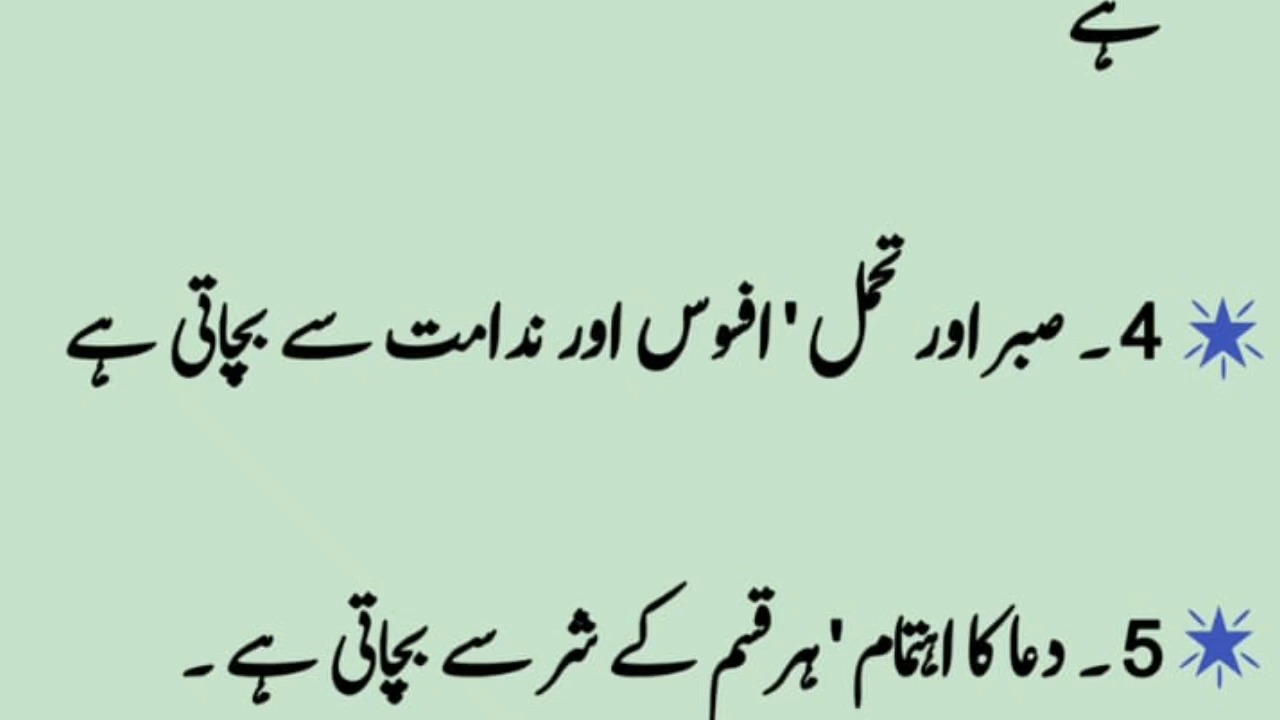 ہے
4 ۔ صبر اور تحمل ' افسوس اور ندامت سے بچاتی ہے
5 ۔ دعا کا اہتمام ' ہر قسم کے شر سے بچاتی ہے ۔